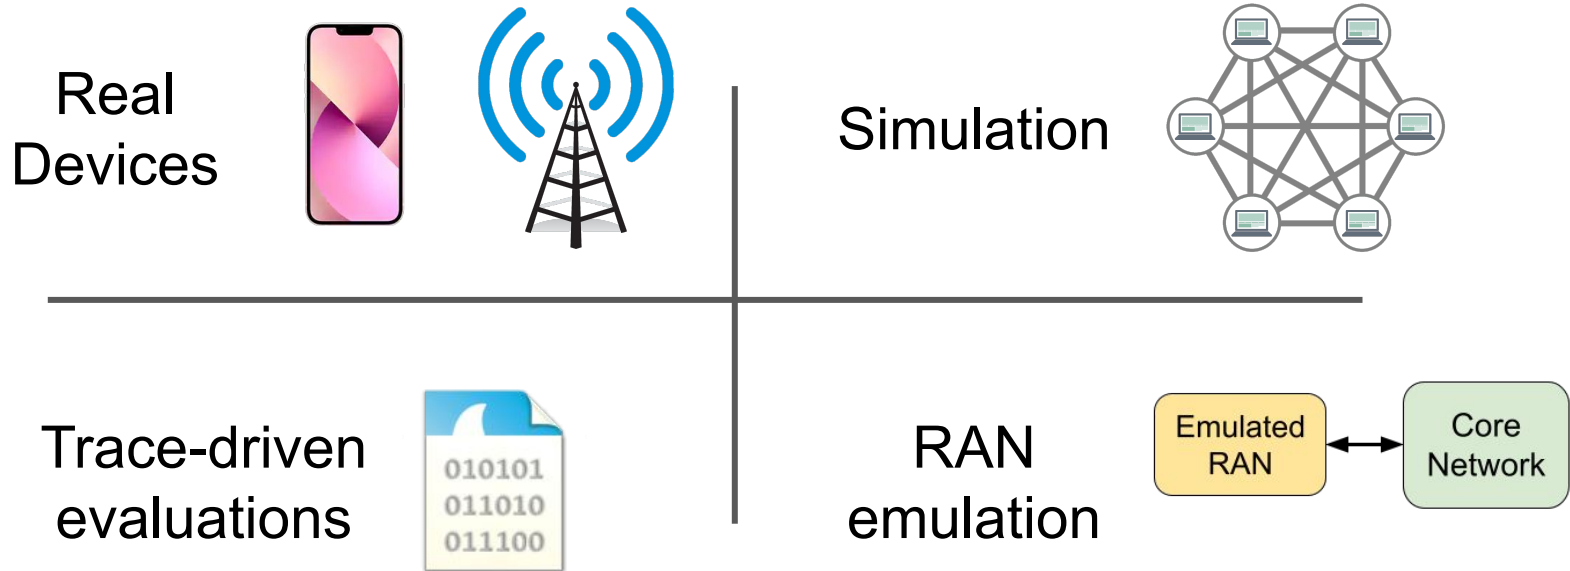 Real
Devices
Simulation
Trace-driven
evaluations
010101
011010
011100
RAN
emulation
Emulated
RAN
Core
Network